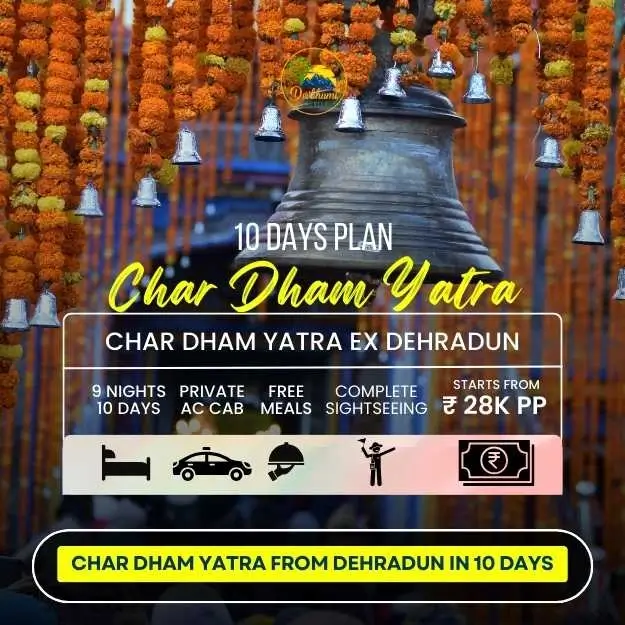 10 DAYS PLAN
Char Dham Yatra
CHAR DHAM YATRA EX DEHRADUN
9 NIGHTS
10 DAYS
PRIVATE
AC CAB
FREE
MEALS
COMPLETE
SIGHTSEEING
STARTS FROM
₹ 28K PP
₹
CHAR DHAM YATRA FROM DEHRADUN IN 10 DAYS